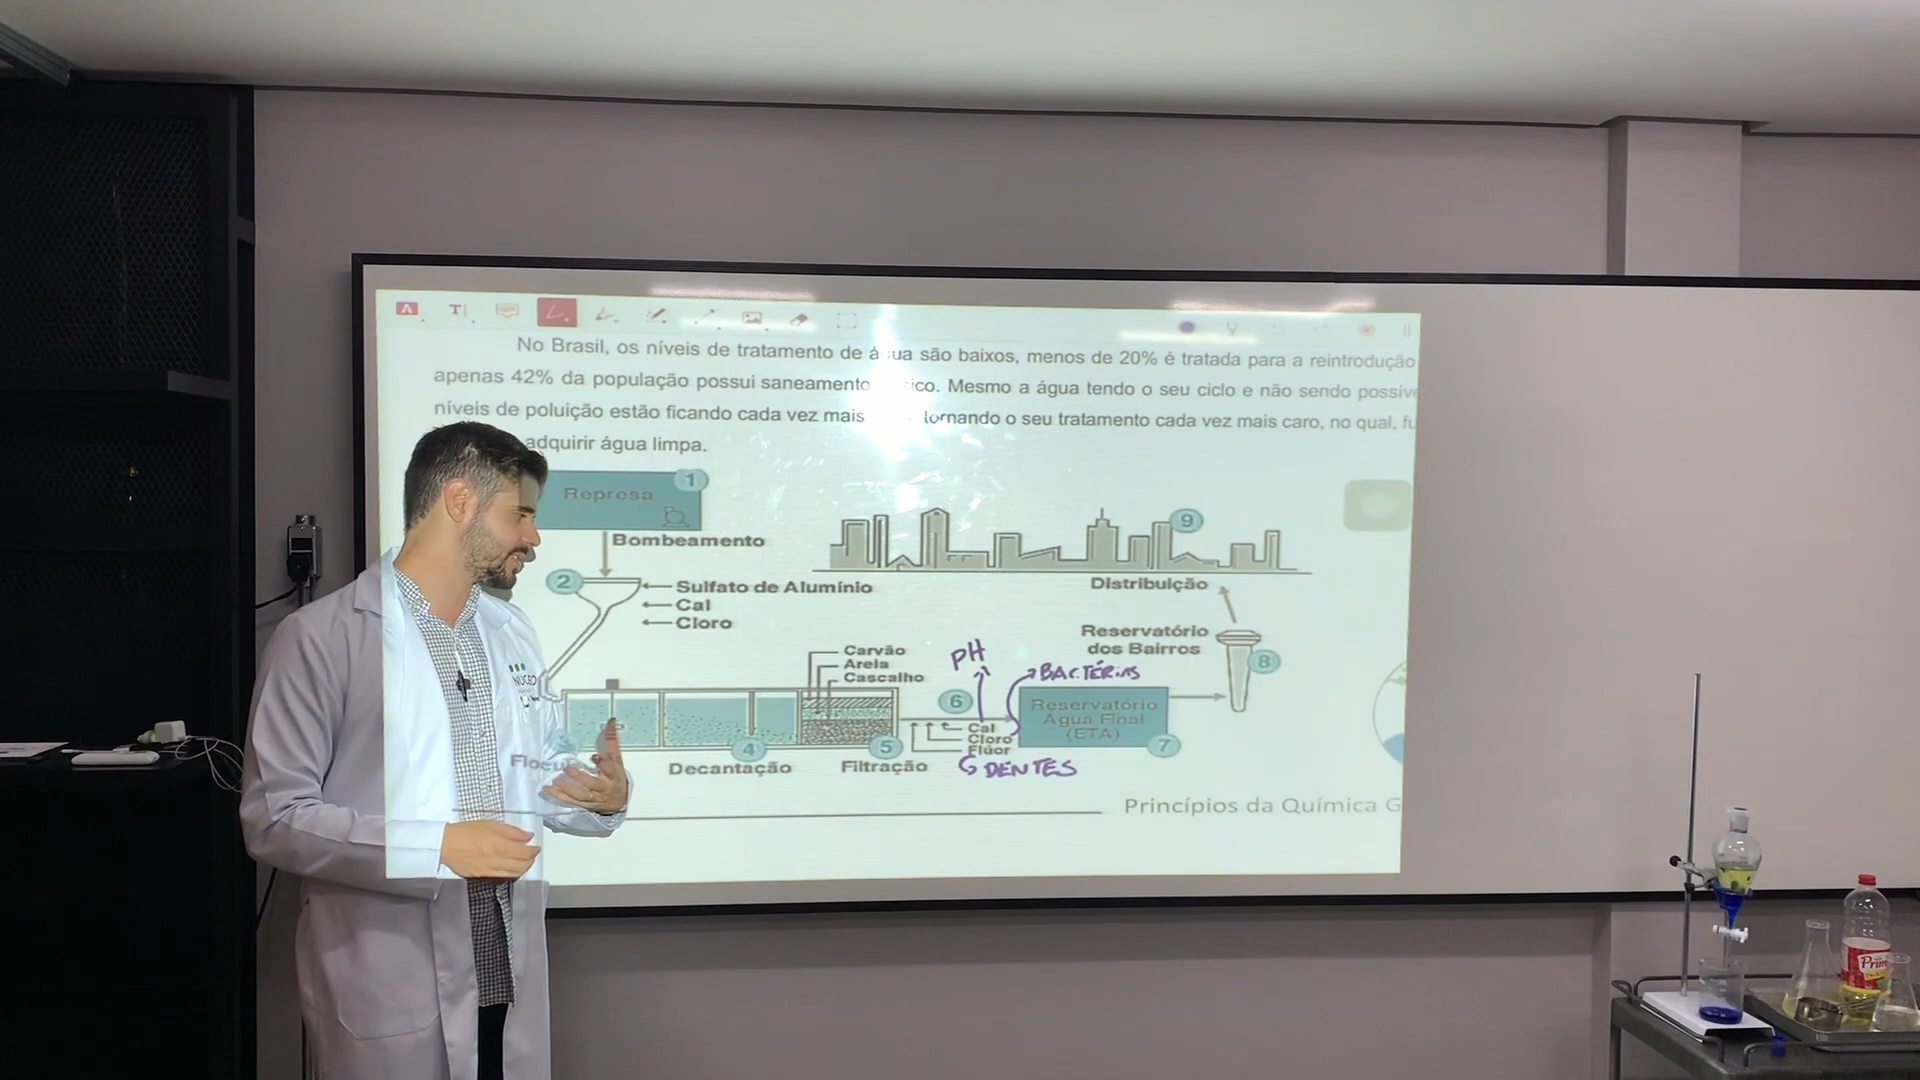 No Brasil, os níveis de tratamento de água são baixos, menos de 20% é tratada para a reintrodução
apenas 42% da população possui saneamento ico. Mesmo a água tendo o seu ciclo e não sendo possíve
níveis de poluição estão ficando cada vez mais tornando o seu tratamento cada vez mais caro, no qual, fu
adquirir água limpa.
Represa
1
Bombeamento
2
Sulfato de Alumínio
Cal
Cloro
9
Distribuição
Reservatório
dos Bairros
8
Carvão
Areia
Cascalho
PH
BACTÉRIAS
6
Reservatório
Água Final
(ETA)
7
Cal
Cloro
Flúor
DENTES
4
5
Flocu
Decantação
Filtração
Princípios da Química G
Prim